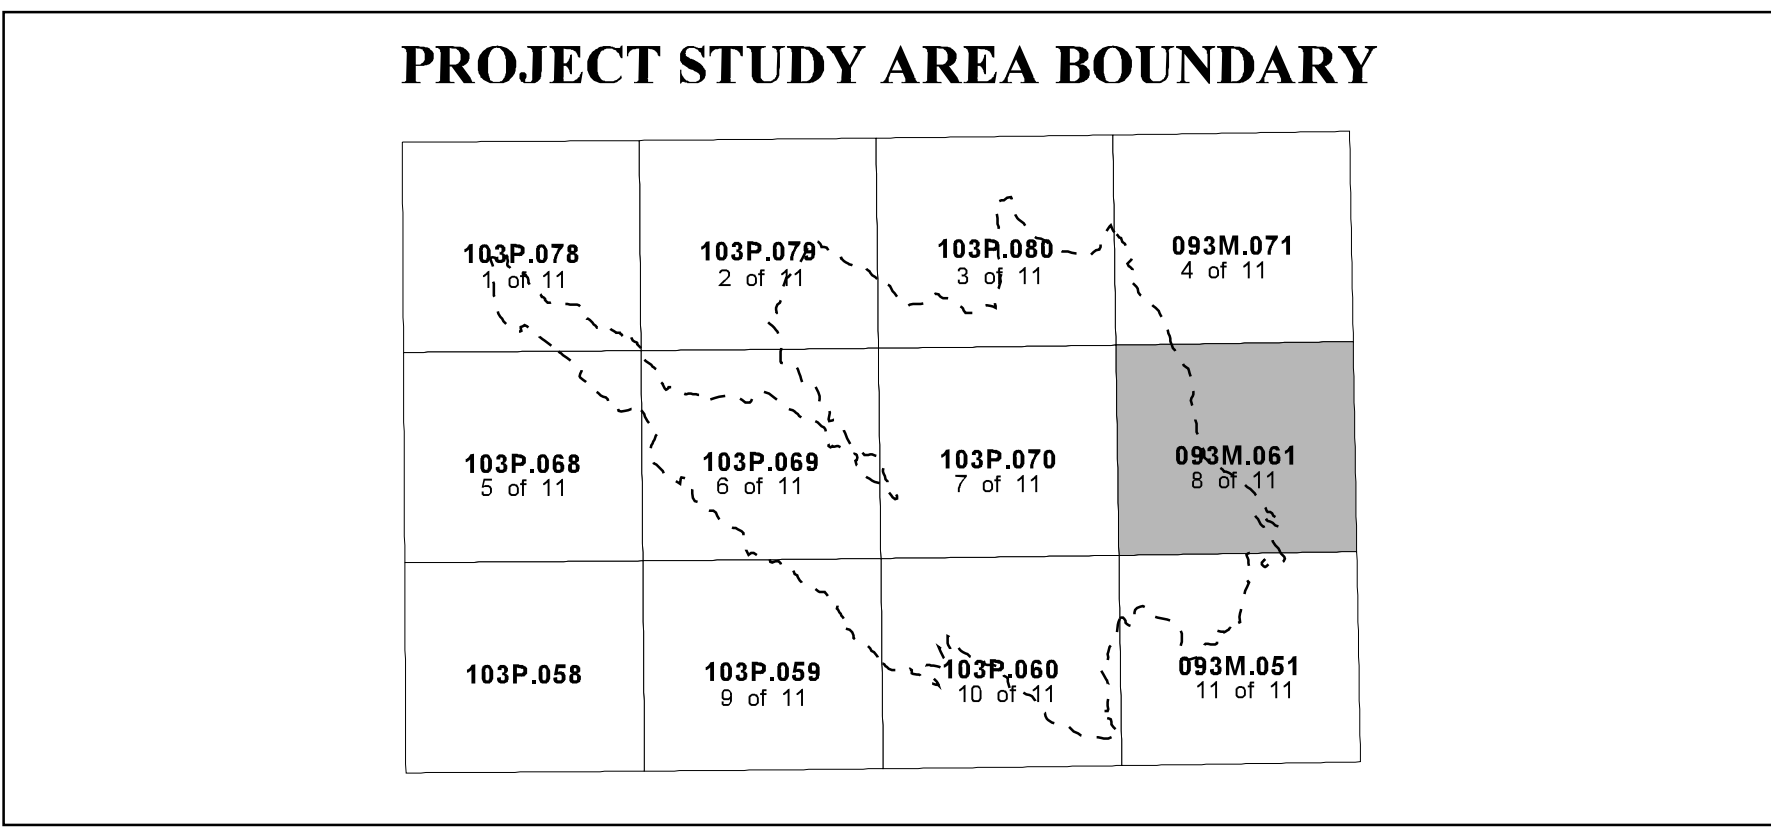 PROJECT STUDY AREA BOUNDARY
103P.078
1 of 11
103P.079
2 of 11
103P.080
3 of 11
093M.071
4 of 11
103P.068
5 of 11
103P.069
6 of 11
103P.070
7 of 11
093M.061
8 of 11
103P.058
103P.059
9 of 11
103P.060
10 of 11
093M.051
11 of 11